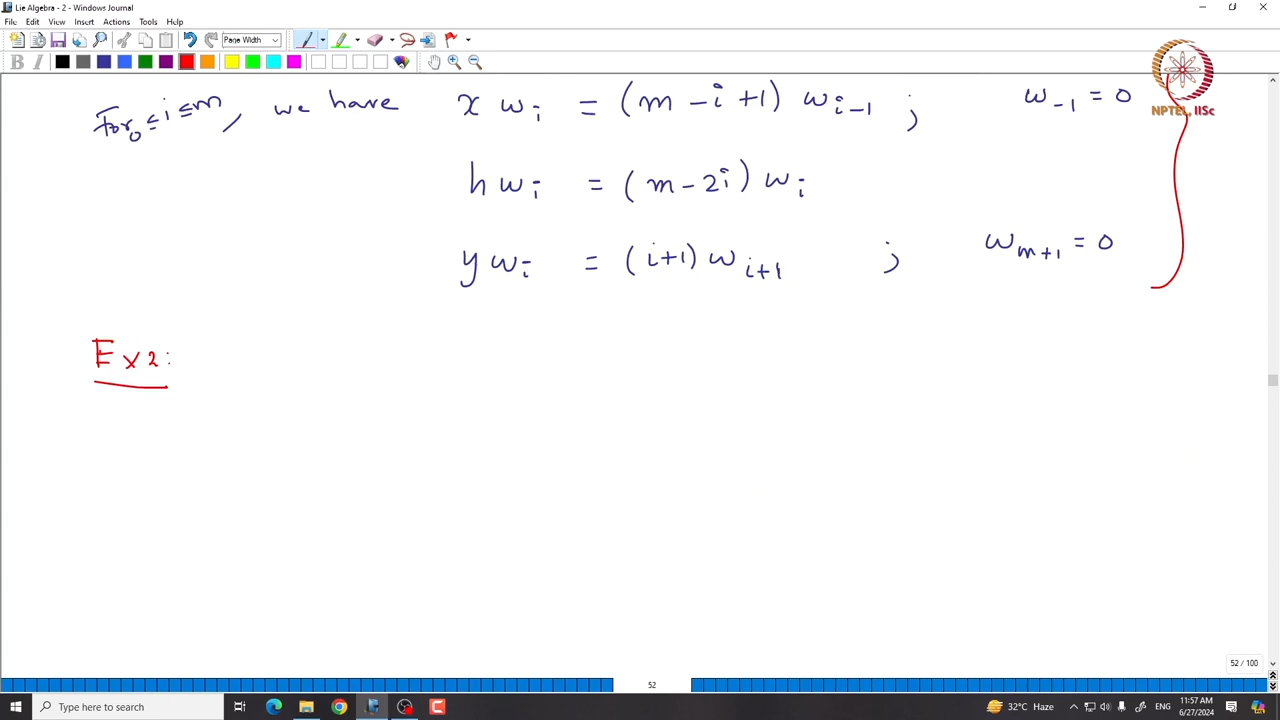 Lie Algebra - 2 - Windows Journal
File Edit View Insert Actions Tools Help
Page Width
B I
For 0 ≤ i ≤ m, we have x w_i = (m - i + 1) w_{i-1} ; w_{-1} = 0
NPTEL, IISc
h w_i = (m - 2i) w_i
y w_i = (i+1) w_{i+1} ; w_{m+1} = 0
Ex 2:
52 / 100
52
Type here to search
32°C Haze
ENG
11:57 AM
6/27/2024